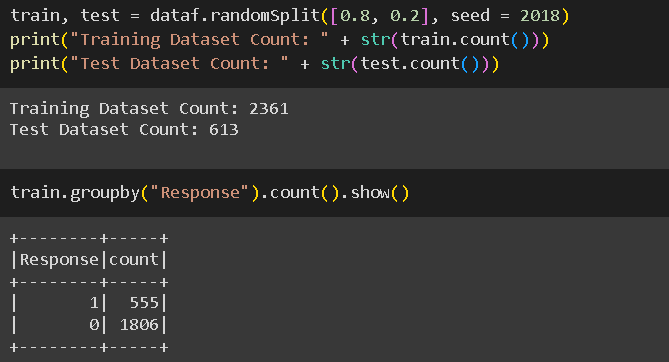 train, test = dataf.randomSplit([0.8, 0.2], seed = 2018)
print("Training Dataset Count: " + str(train.count()))
print("Test Dataset Count: " + str(test.count()))
Training Dataset Count: 2361
Test Dataset Count: 613
train.groupby("Response").count().show()
+--------+-----+
|Response|count|
+--------+-----+
|       1|  555|
|       0| 1806|
+--------+-----+